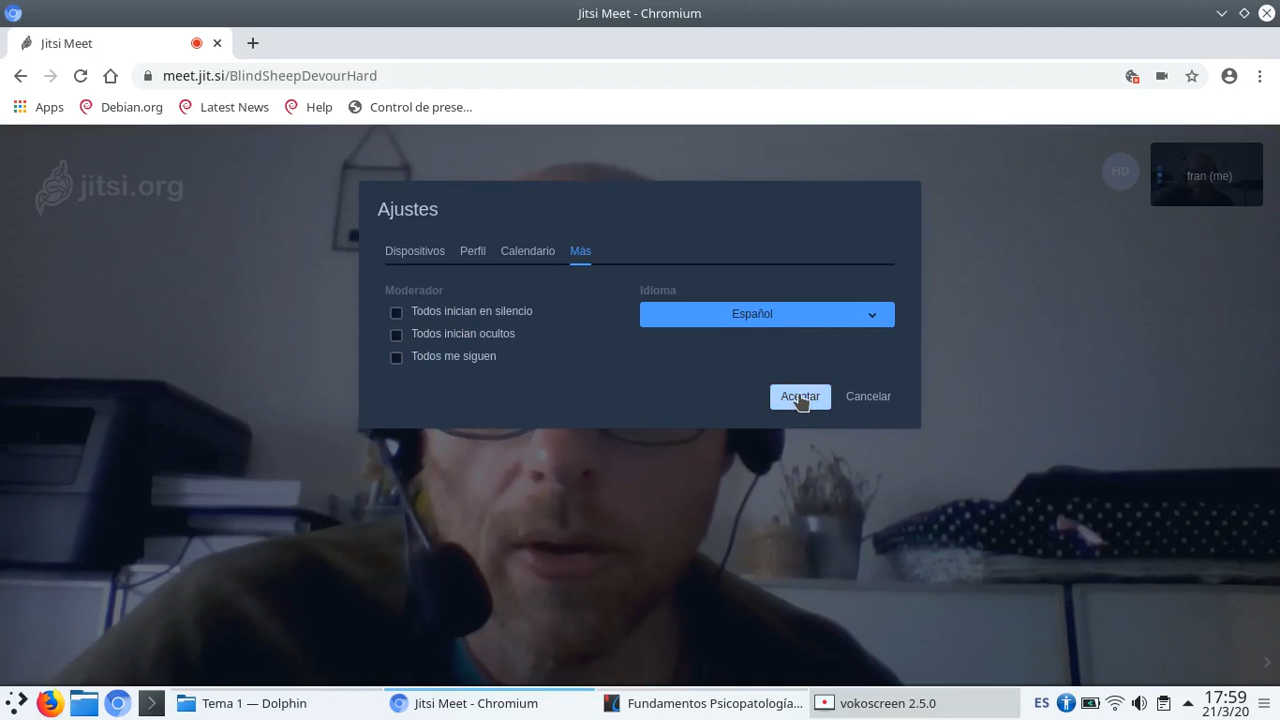 Jitsi Meet - Chromium
Jitsi Meet
meet.jit.si/BlindSheepDevourHard
Apps Debian.org Latest News Help Control de prese...
jitsi.org
HD
fran (me)
Ajustes
Dispositivos Perfil Calendario Más
Moderador
Idioma
Todos inician en silencio
Español
Todos inician ocultos
Todos me siguen
Aceptar Cancelar
Tema 1 — Dolphin
Jitsi Meet - Chromium
Fundamentos Psicopatología...
vokoscreen 2.5.0
ES
17:59
21/3/20